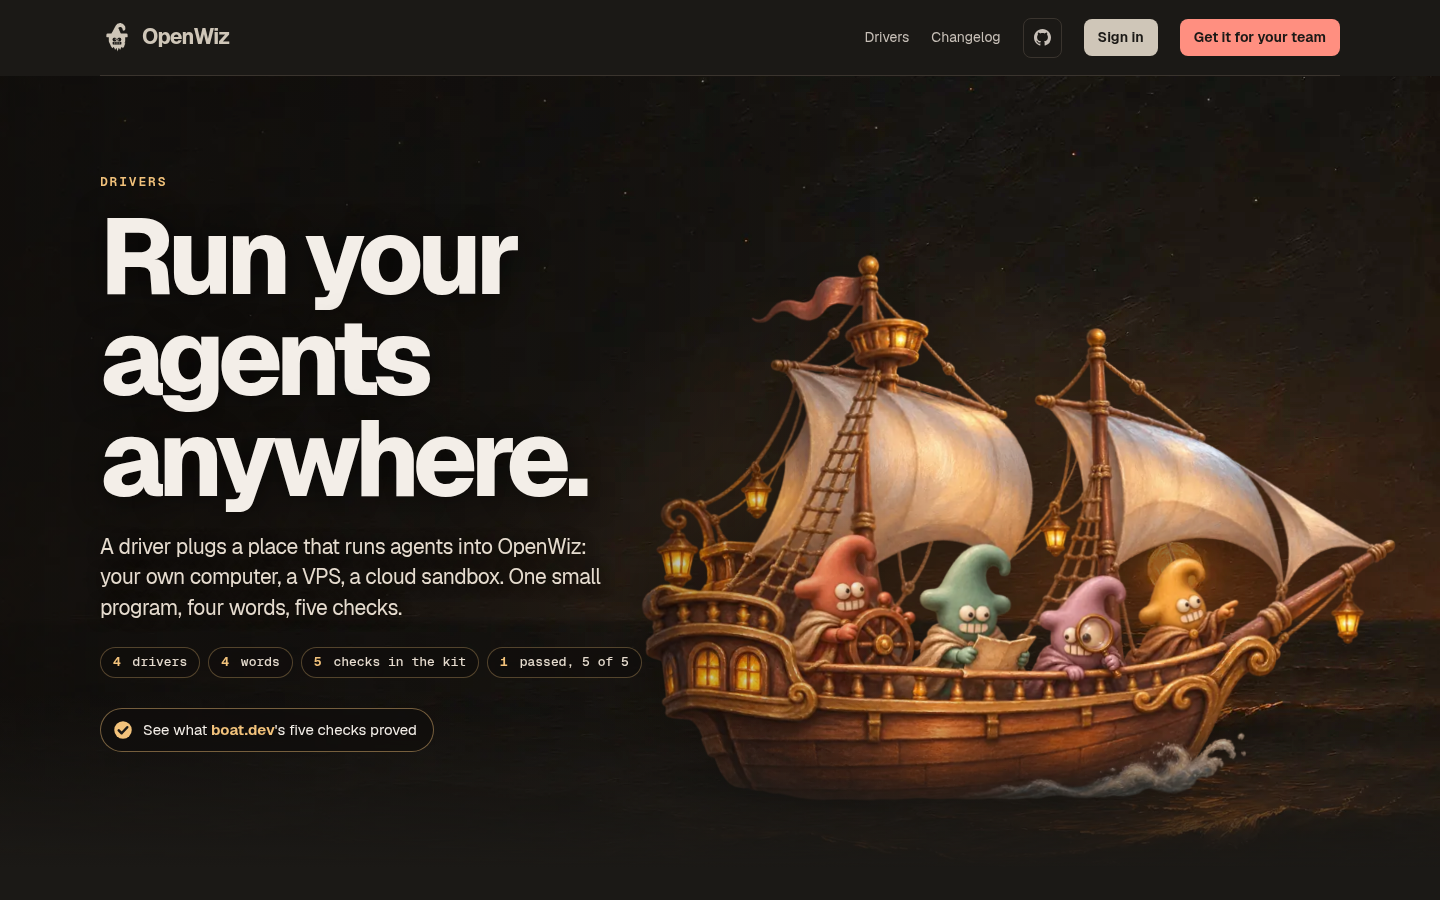 OpenWiz
Drivers
Changelog
Sign in
Get it for your team
DRIVERS
Run your
agents
anywhere.
A driver plugs a place that runs agents into OpenWiz:
your own computer, a VPS, a cloud sandbox. One small
program, four words, five checks.
4 drivers
4 words
5 checks in the kit
1 passed, 5 of 5
See what boat.dev's five checks proved